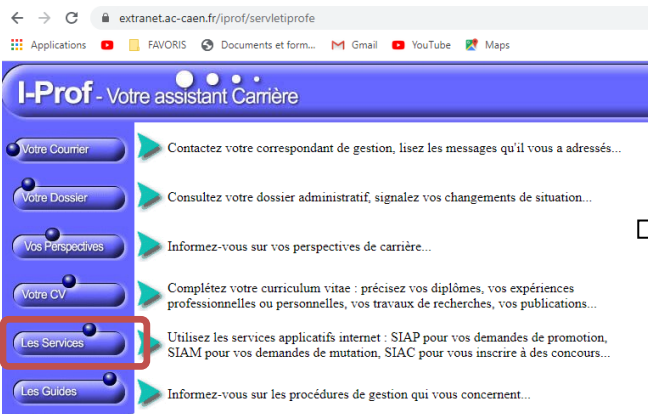 extranet.ac-caen.fr/iprof/servletiprofe
Applications FAVORIS Documents et form... Gmail YouTube Maps
I-Prof - Votre assistant Carrière
Votre Courrier Contactez votre correspondant de gestion, lisez les messages qu'il vous a adressés...
Votre Dossier Consultez votre dossier administratif, signalez vos changements de situation...
Vos Perspectives Informez-vous sur vos perspectives de carrière...
Votre CV Complétez votre curriculum vitae : précisez vos diplômes, vos expériences
professionnelles ou personnelles, vos travaux de recherches, vos publications...
Les Services Utilisez les services applicatifs internet : SIAP pour vos demandes de promotion,
SIAM pour vos demandes de mutation, SIAC pour vous inscrire à des concours...
Les Guides Informez-vous sur les procédures de gestion qui vous concernent...